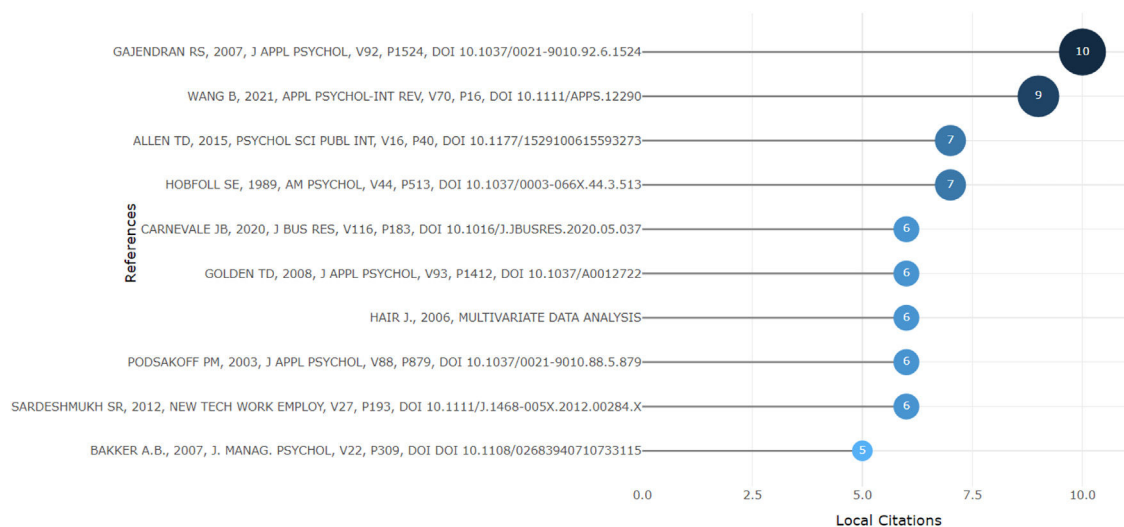 GAJENDRAN RS, 2007, J APPL PSYCHOL, V92, P1524, DOI 10.1037/0021-9010.92.6.1524
10
WANG B, 2021, APPL PSYCHOL-INT REV, V70, P16, DOI 10.1111/APPS.12290
9
ALLEN TD, 2015, PSYCHOL SCI PUBL INT, V16, P40, DOI 10.1177/1529100615593273
7
HOBFOLL SE, 1989, AM PSYCHOL, V44, P513, DOI 10.1037/0003-066X.44.3.513
7
References
CARNEVALE JB, 2020, J BUS RES, V116, P183, DOI 10.1016/J.JBUSRES.2020.05.037
6
GOLDEN TD, 2008, J APPL PSYCHOL, V93, P1412, DOI 10.1037/A0012722
6
HAIR J., 2006, MULTIVARIATE DATA ANALYSIS
6
PODSAKOFF PM, 2003, J APPL PSYCHOL, V88, P879, DOI 10.1037/0021-9010.88.5.879
6
SARDESHMUKH SR, 2012, NEW TECH WORK EMPLOY, V27, P193, DOI 10.1111/J.1468-005X.2012.00284.X
6
BAKKER A.B., 2007, J. MANAG. PSYCHOL, V22, P309, DOI DOI 10.1108/02683940710733115
5
0.0 2.5 5.0 7.5 10.0
Local Citations